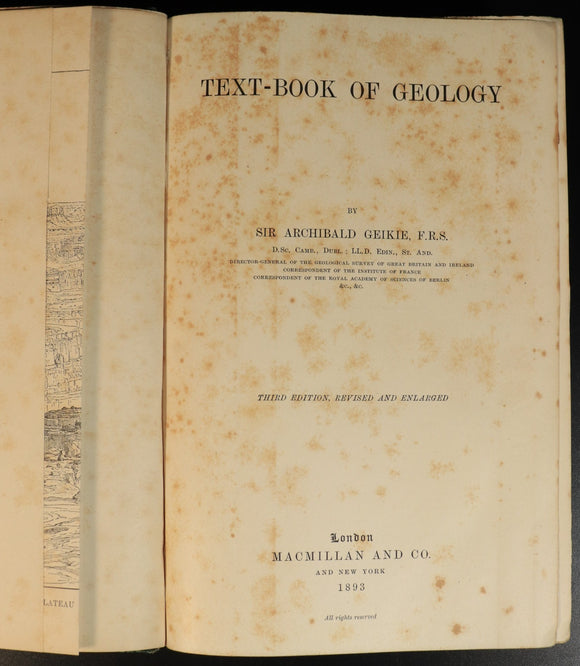 TEXT-BOOK OF GEOLOGY
BY
SIR ARCHIBALD GEIKIE, F.R.S.
D.Sc. Camb., Dubl.; LL.D. Edin., St. And.
DIRECTOR-GENERAL OF THE GEOLOGICAL SURVEY OF GREAT BRITAIN AND IRELAND
CORRESPONDENT OF THE INSTITUTE OF FRANCE
CORRESPONDENT OF THE ROYAL ACADEMY OF SCIENCES OF BERLIN
&c., &c.
THIRD EDITION, REVISED AND ENLARGED
London
MACMILLAN AND CO.
AND NEW YORK
1893
All rights reserved
LATEAU